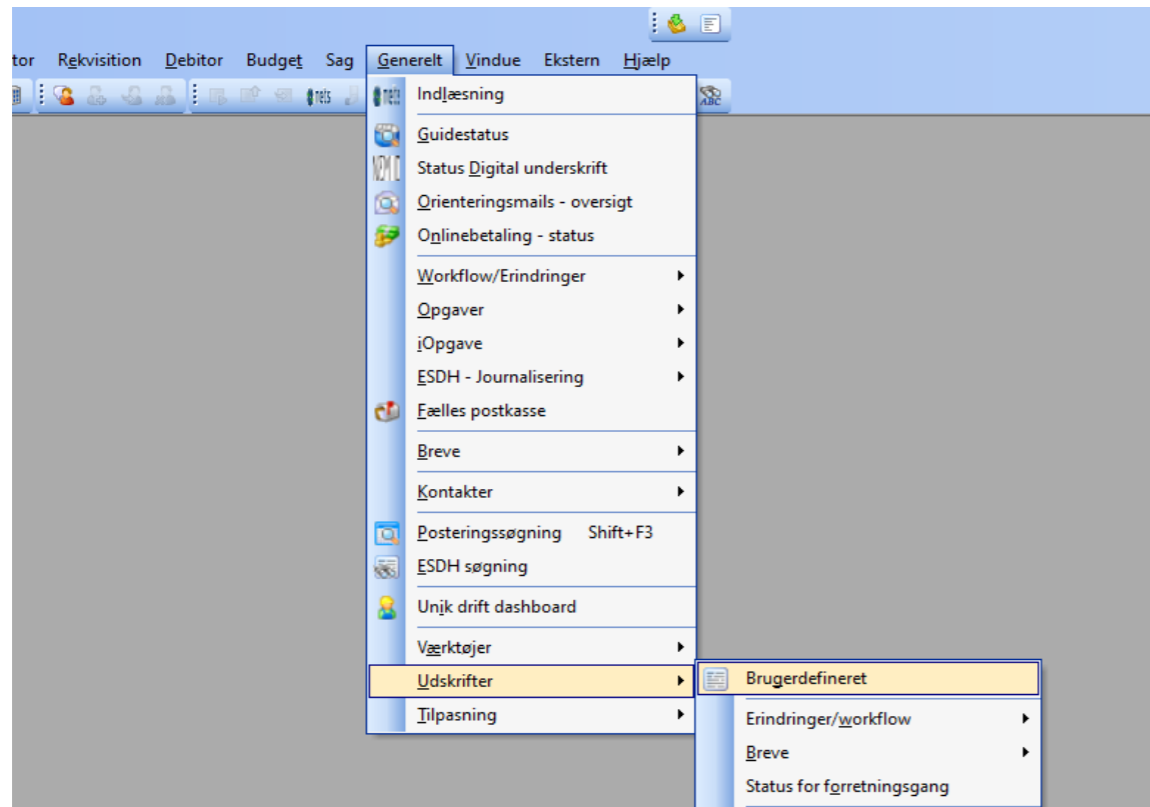 tor Rekvisition Debitor Budget Sag Generelt Vindue Ekstern Hjælp
nets nets Indlæsning ABC
Guidestatus
Status Digital underskrift
Orienteringsmails - oversigt
Onlinebetaling - status
Workflow/Erindringer
Opgaver
iOpgave
ESDH - Journalisering
Fælles postkasse
Breve
Kontakter
Posteringssøgning Shift+F3
ESDH søgning
Unik drift dashboard
Værktøjer
Udskrifter
Tilpasning
Brugerdefineret
Erindringer/workflow
Breve
Status for forretningsgang